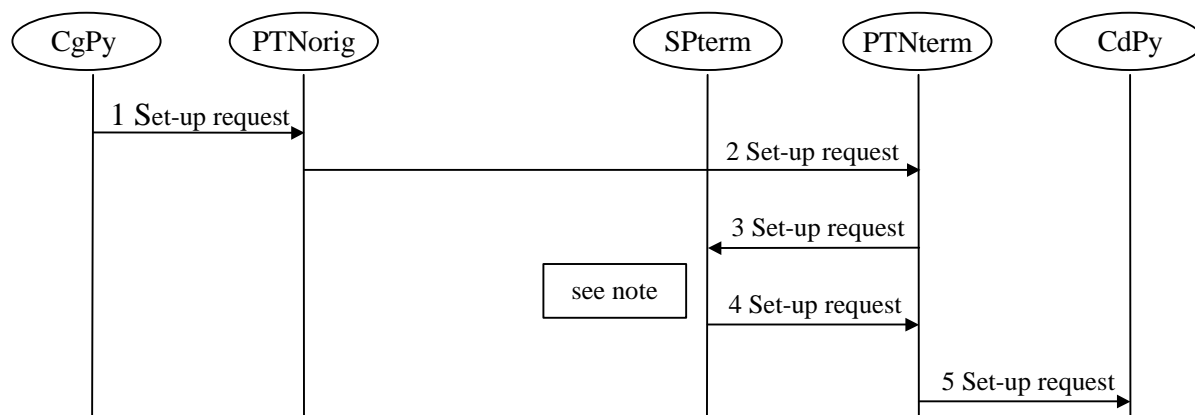 CgPy
PTNorig
SPterm
PTNterm
CdPy
1 Set-up request
2 Set-up request
3 Set-up request
see note
4 Set-up request
5 Set-up request